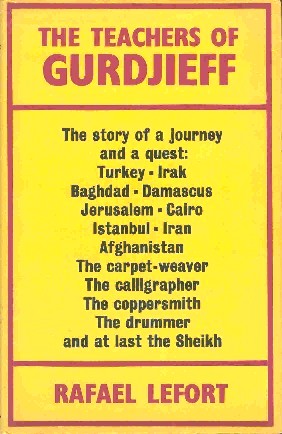 THE TEACHERS OF
GURDJIEFF
The story of a journey
and a quest:
Turkey - Irak
Baghdad - Damascus
Jerusalem - Cairo
Istanbul - Iran
Afghanistan
The carpet-weaver
The calligrapher
The coppersmith
The drummer
and at last the Sheikh
RAFAEL LEFORT